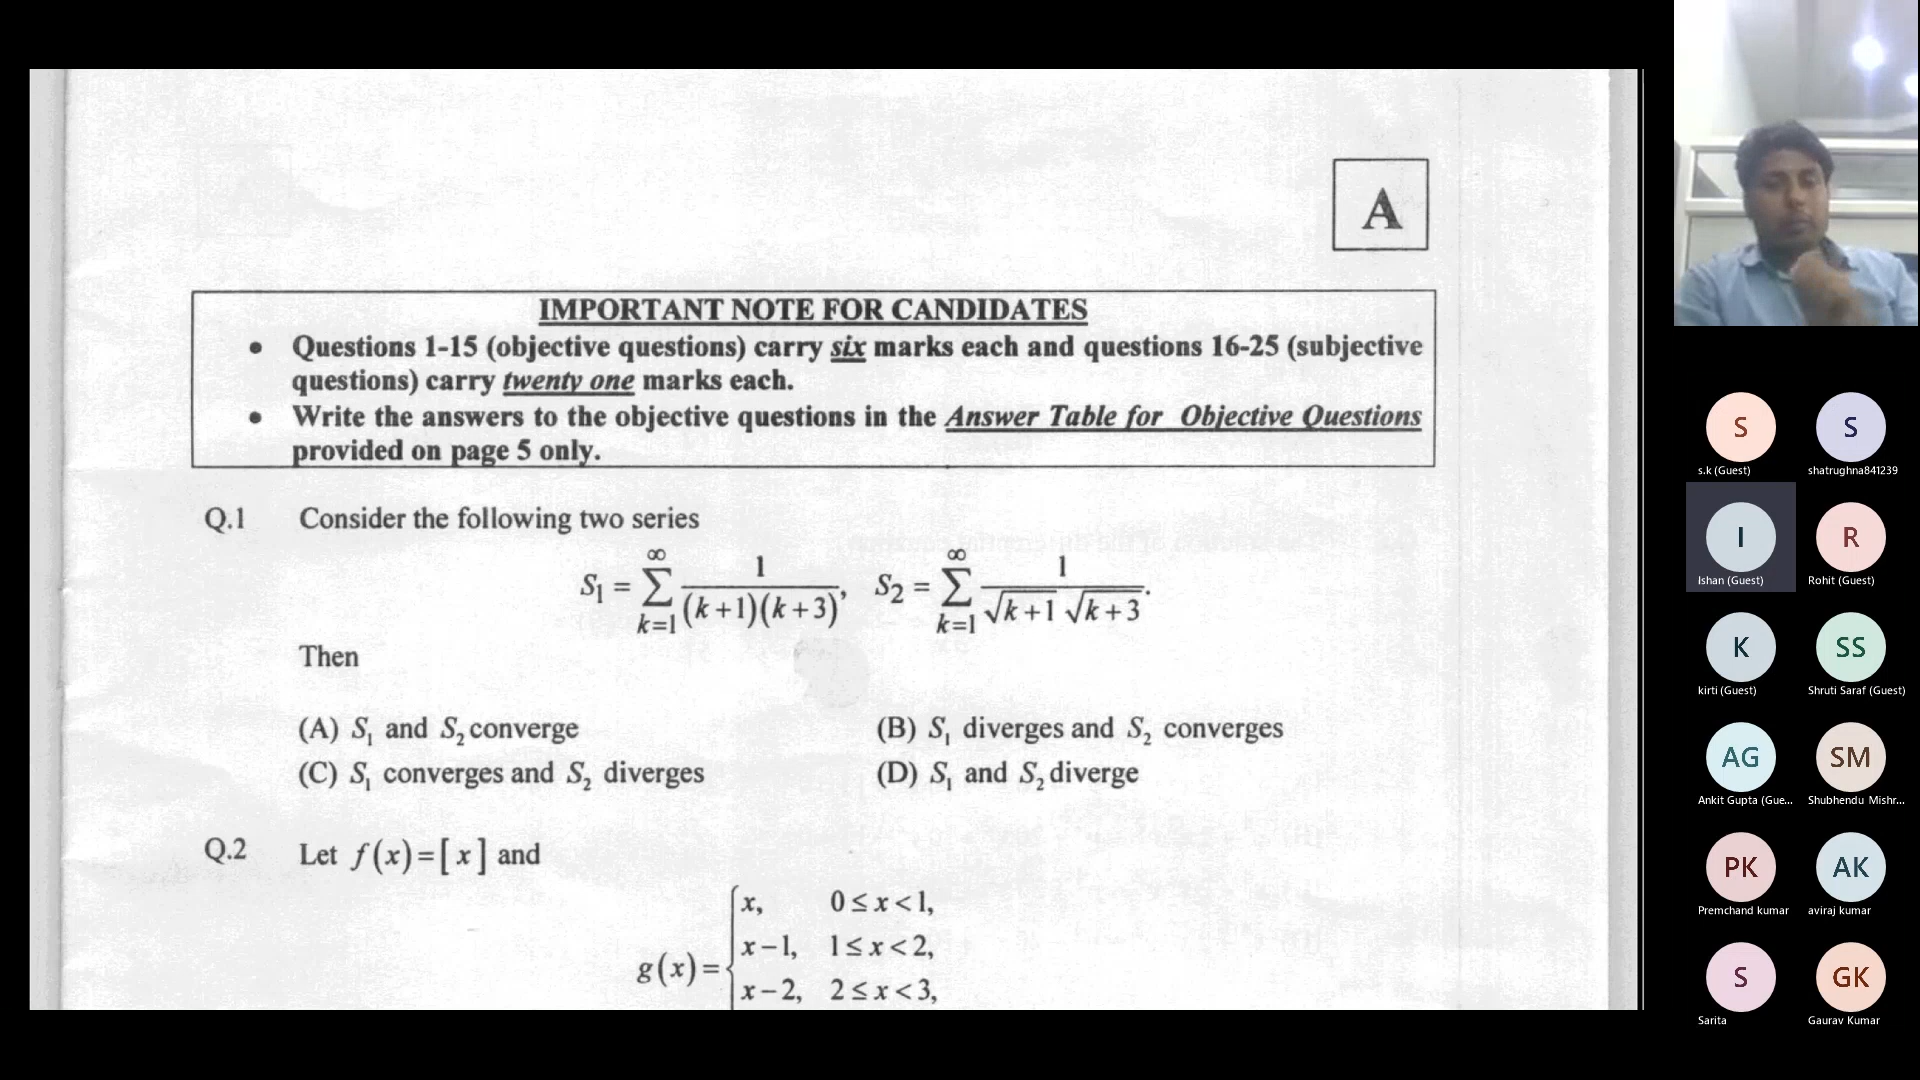 A
IMPORTANT NOTE FOR CANDIDATES
• Questions 1-15 (objective questions) carry six marks each and questions 16-25 (subjective
questions) carry twenty one marks each.
• Write the answers to the objective questions in the Answer Table for Objective Questions
provided on page 5 only.
Q.1 Consider the following two series
S₁ = ∑_{k=1}^{∞} 1/((k+1)(k+3)), S₂ = ∑_{k=1}^{∞} 1/(√(k+1) √(k+3)).
Then
(A) S₁ and S₂ converge (B) S₁ diverges and S₂ converges
(C) S₁ converges and S₂ diverges (D) S₁ and S₂ diverge
Q.2 Let f(x)=[x] and
g(x)= { x, 0≤x<1,
x−1, 1≤x<2,
x−2, 2≤x<3,
S S
s.k (Guest) shatrughna841239
I R
Ishan (Guest) Rohit (Guest)
K SS
kirti (Guest) Shruti Saraf (Guest)
AG SM
Ankit Gupta (Gue... Shubhendu Mishr...
PK AK
Premchand kumar aviraj kumar
S GK
Sarita Gaurav Kumar